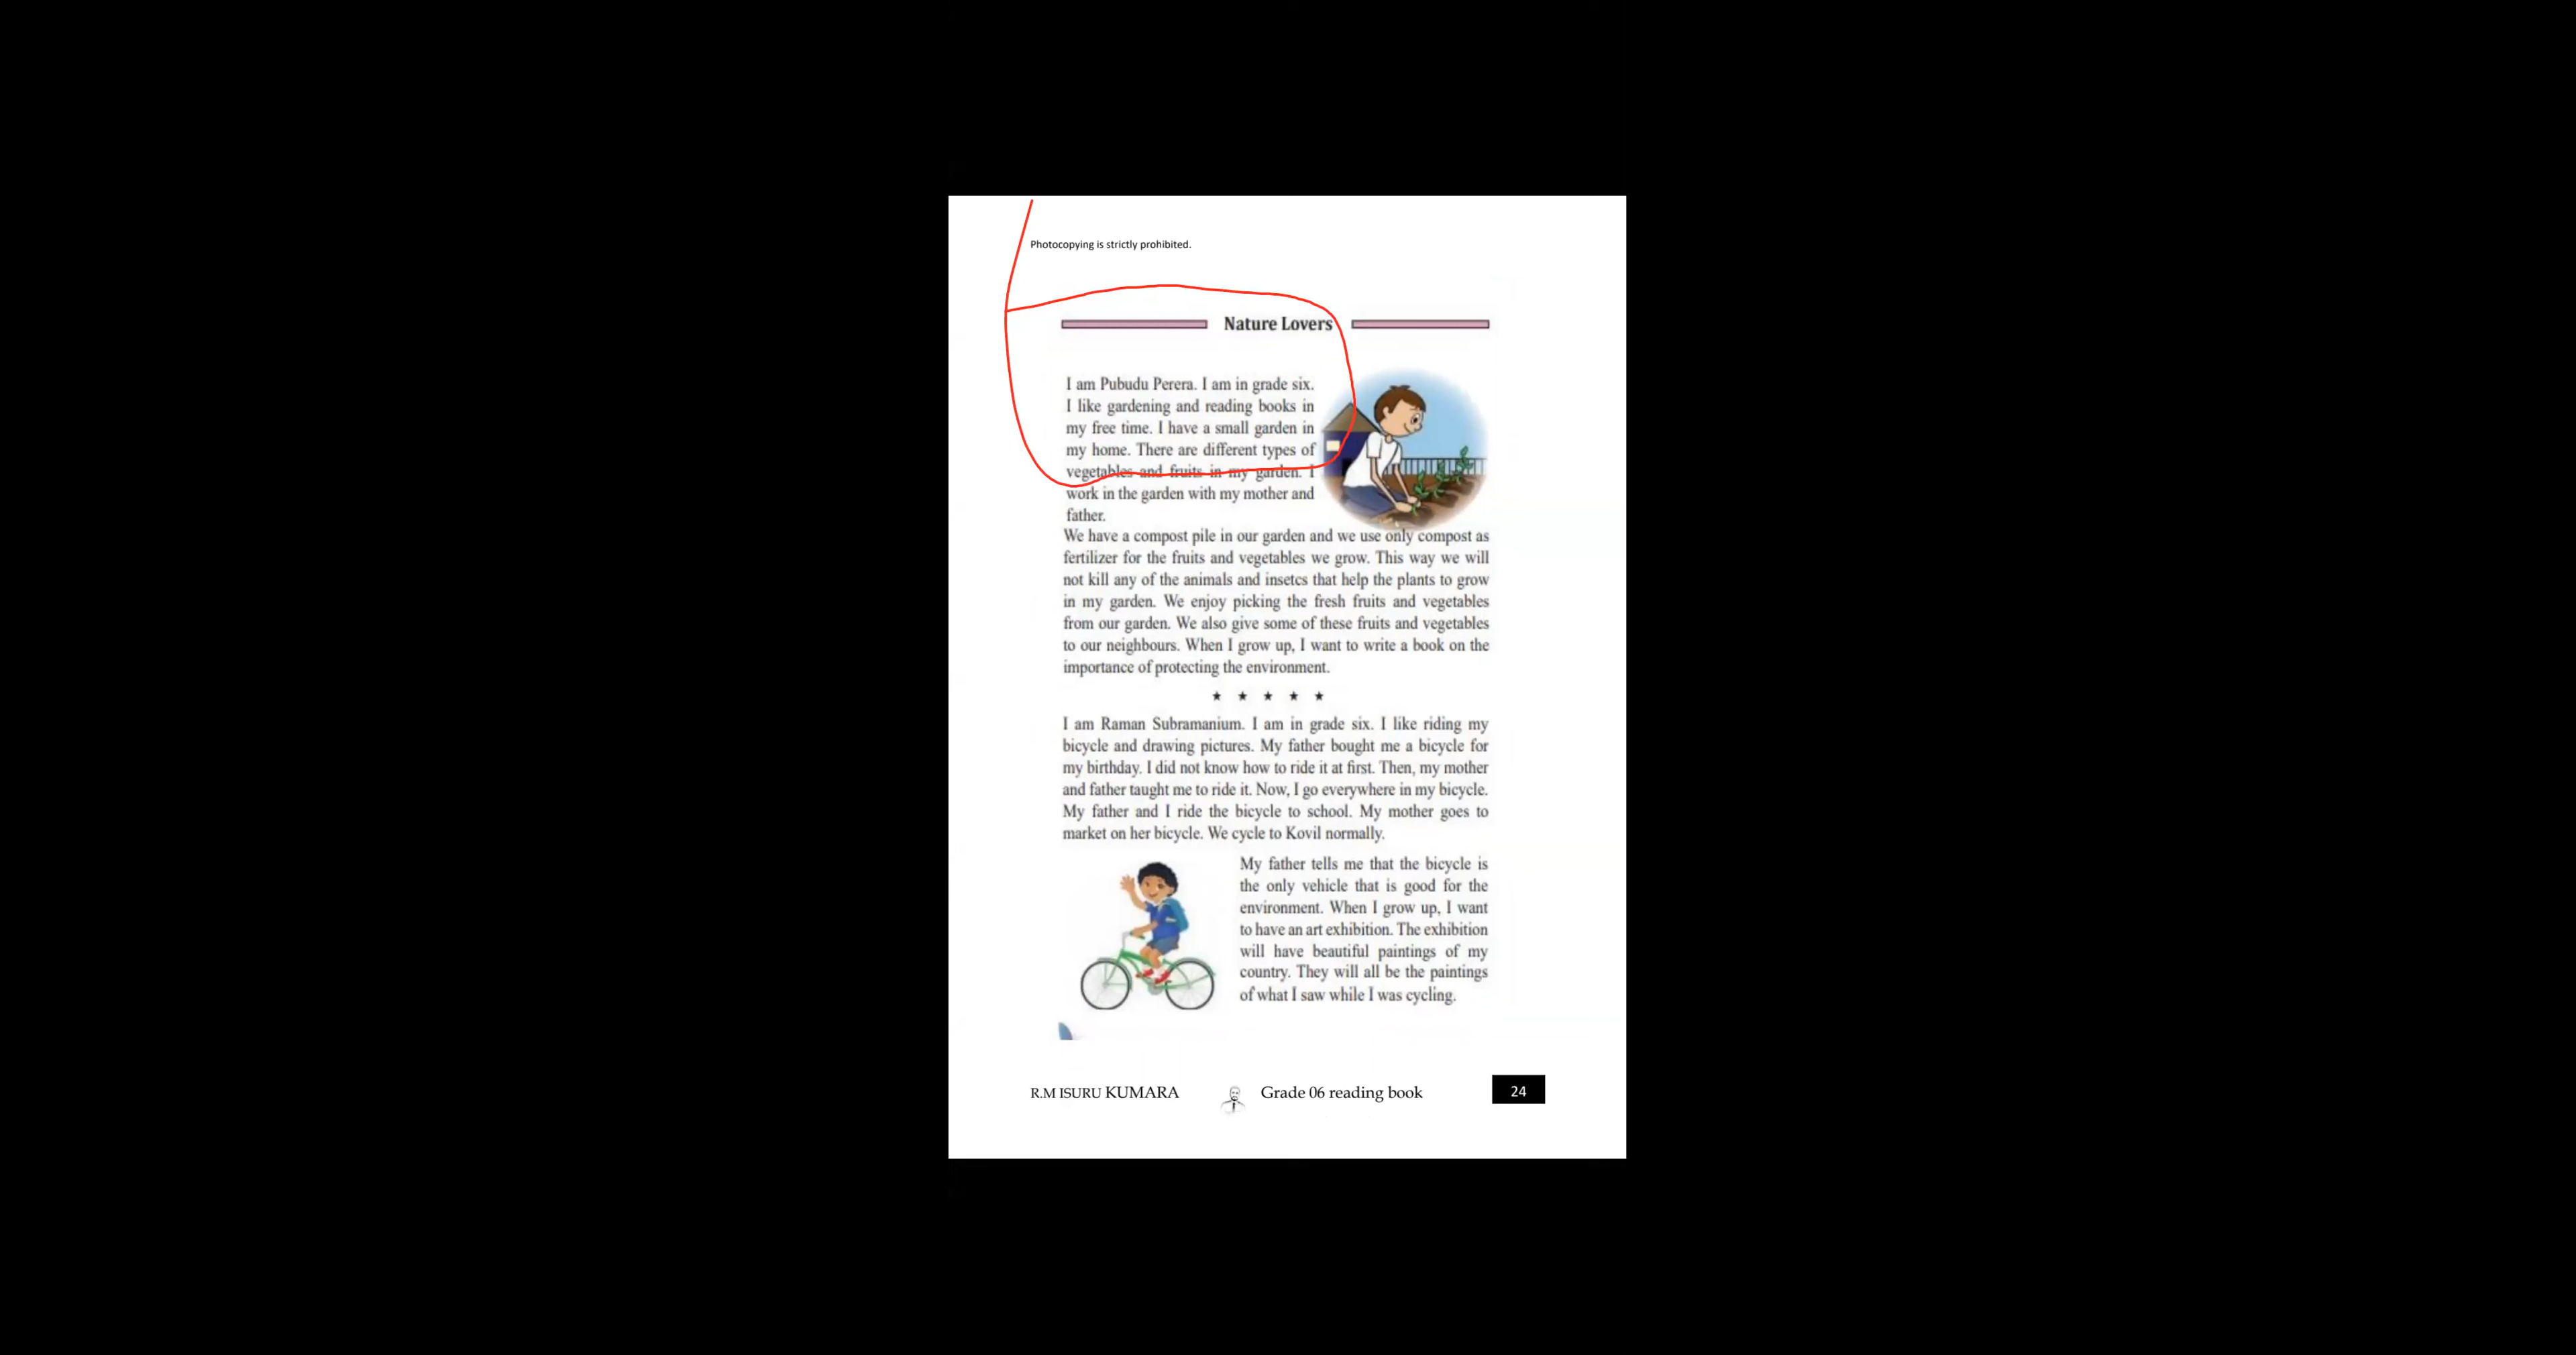 Photocopying is strictly prohibited.
Nature Lovers
I am Pubudu Perera. I am in grade six.
I like gardening and reading books in
my free time. I have a small garden in
my home. There are different types of
vegetables and fruits in my garden. I
work in the garden with my mother and
father.
We have a compost pile in our garden and we use only compost as
fertilizer for the fruits and vegetables we grow. This way we will
not kill any of the animals and insetcs that help the plants to grow
in my garden. We enjoy picking the fresh fruits and vegetables
from our garden. We also give some of these fruits and vegetables
to our neighbours. When I grow up, I want to write a book on the
importance of protecting the environment.
★ ★ ★ ★ ★
I am Raman Subramanium. I am in grade six. I like riding my
bicycle and drawing pictures. My father bought me a bicycle for
my birthday. I did not know how to ride it at first. Then, my mother
and father taught me to ride it. Now, I go everywhere in my bicycle.
My father and I ride the bicycle to school. My mother goes to
market on her bicycle. We cycle to Kovil normally.
My father tells me that the bicycle is
the only vehicle that is good for the
environment. When I grow up, I want
to have an art exhibition. The exhibition
will have beautiful paintings of my
country. They will all be the paintings
of what I saw while I was cycling.
R.M ISURU KUMARA Grade 06 reading book 24